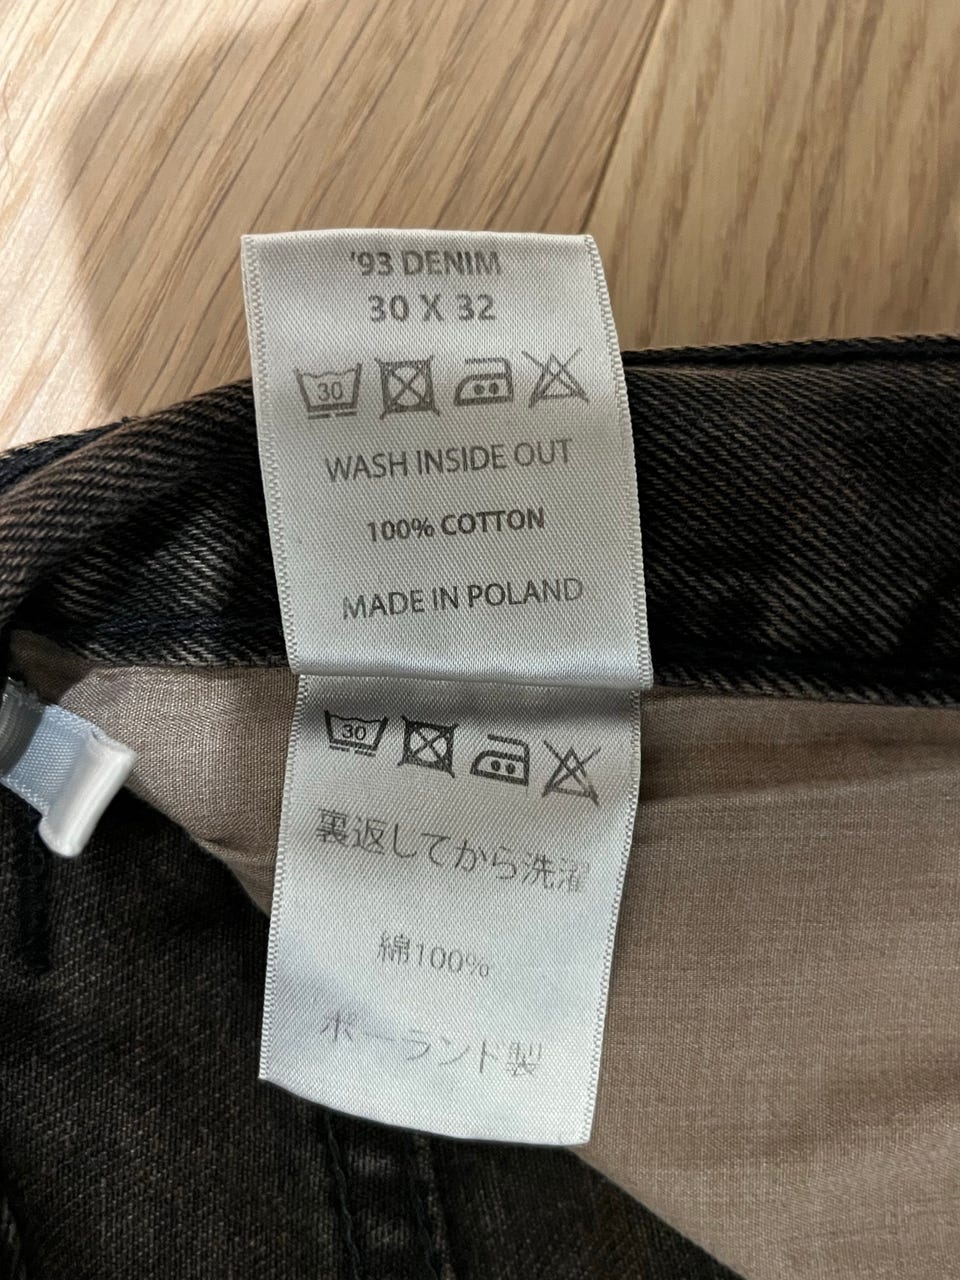 '93 DENIM
30 X 32
30
WASH INSIDE OUT
100% COTTON
MADE IN POLAND
30
裏返してから洗濯
綿100%
ポーランド製